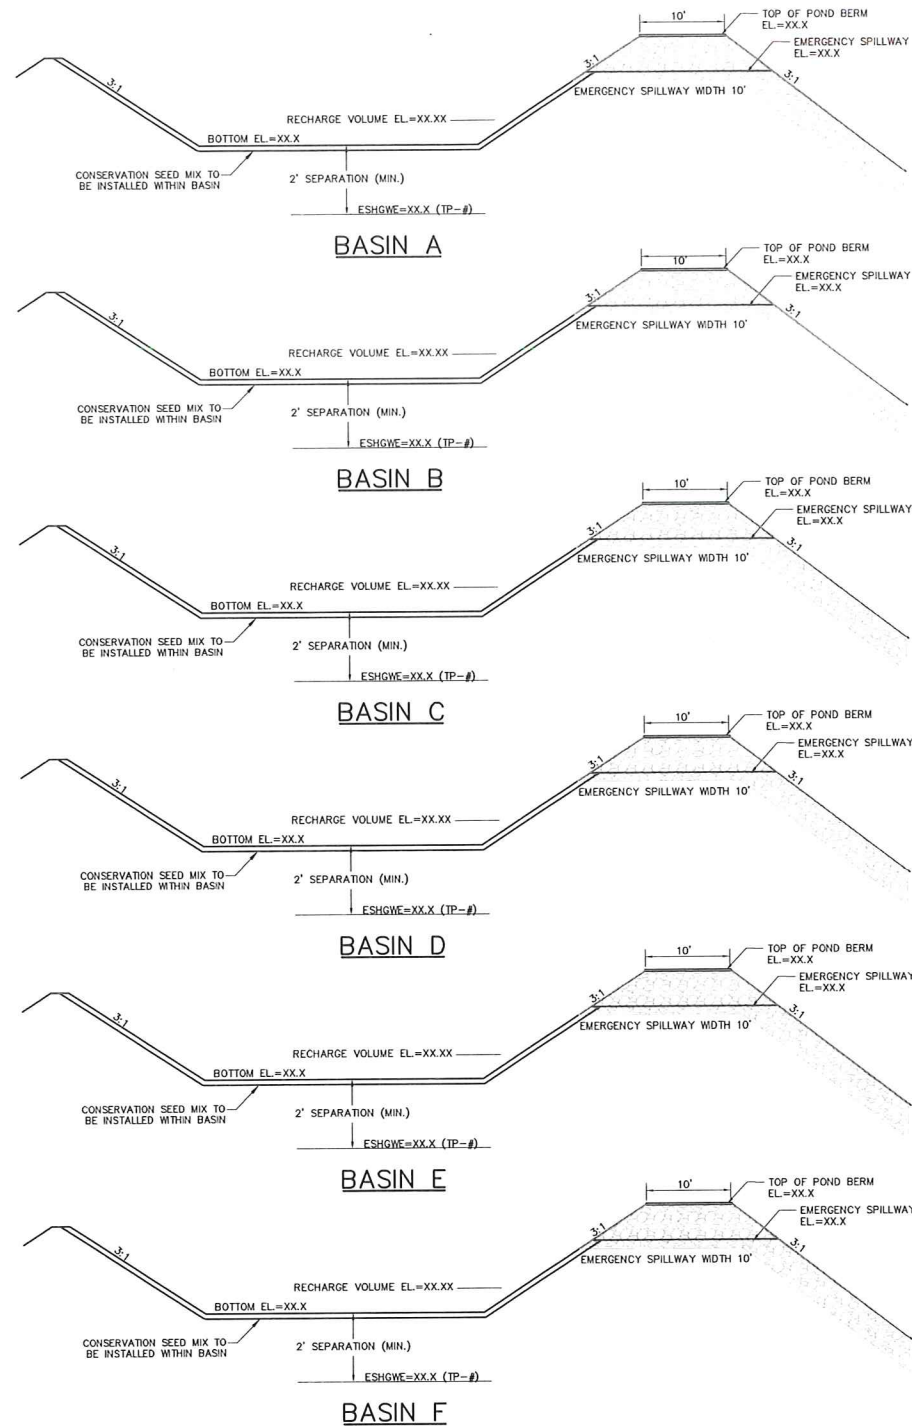 10'
TOP OF POND BERM
EL.=XX.X
EMERGENCY SPILLWAY
EL.=XX.X
3:1
3:1
3:1
EMERGENCY SPILLWAY WIDTH 10'
RECHARGE VOLUME EL.=XX.XX
BOTTOM EL.=XX.X
CONSERVATION SEED MIX TO
BE INSTALLED WITHIN BASIN
2' SEPARATION (MIN.)
ESHGWE=XX.X (TP-#)
BASIN A
10'
TOP OF POND BERM
EL.=XX.X
EMERGENCY SPILLWAY
EL.=XX.X
3:1
3:1
3:1
EMERGENCY SPILLWAY WIDTH 10'
RECHARGE VOLUME EL.=XX.XX
BOTTOM EL.=XX.X
CONSERVATION SEED MIX TO
BE INSTALLED WITHIN BASIN
2' SEPARATION (MIN.)
ESHGWE=XX.X (TP-#)
BASIN B
10'
TOP OF POND BERM
EL.=XX.X
EMERGENCY SPILLWAY
EL.=XX.X
3:1
3:1
3:1
EMERGENCY SPILLWAY WIDTH 10'
RECHARGE VOLUME EL.=XX.XX
BOTTOM EL.=XX.X
CONSERVATION SEED MIX TO
BE INSTALLED WITHIN BASIN
2' SEPARATION (MIN.)
ESHGWE=XX.X (TP-#)
BASIN C
10'
TOP OF POND BERM
EL.=XX.X
EMERGENCY SPILLWAY
EL.=XX.X
3:1
3:1
3:1
EMERGENCY SPILLWAY WIDTH 10'
RECHARGE VOLUME EL.=XX.XX
BOTTOM EL.=XX.X
CONSERVATION SEED MIX TO
BE INSTALLED WITHIN BASIN
2' SEPARATION (MIN.)
ESHGWE=XX.X (TP-#)
BASIN D
10'
TOP OF POND BERM
EL.=XX.X
EMERGENCY SPILLWAY
EL.=XX.X
3:1
3:1
3:1
EMERGENCY SPILLWAY WIDTH 10'
RECHARGE VOLUME EL.=XX.XX
BOTTOM EL.=XX.X
CONSERVATION SEED MIX TO
BE INSTALLED WITHIN BASIN
2' SEPARATION (MIN.)
ESHGWE=XX.X (TP-#)
BASIN E
10'
TOP OF POND BERM
EL.=XX.X
EMERGENCY SPILLWAY
EL.=XX.X
3:1
3:1
3:1
EMERGENCY SPILLWAY WIDTH 10'
RECHARGE VOLUME EL.=XX.XX
BOTTOM EL.=XX.X
CONSERVATION SEED MIX TO
BE INSTALLED WITHIN BASIN
2' SEPARATION (MIN.)
ESHGWE=XX.X (TP-#)
BASIN F